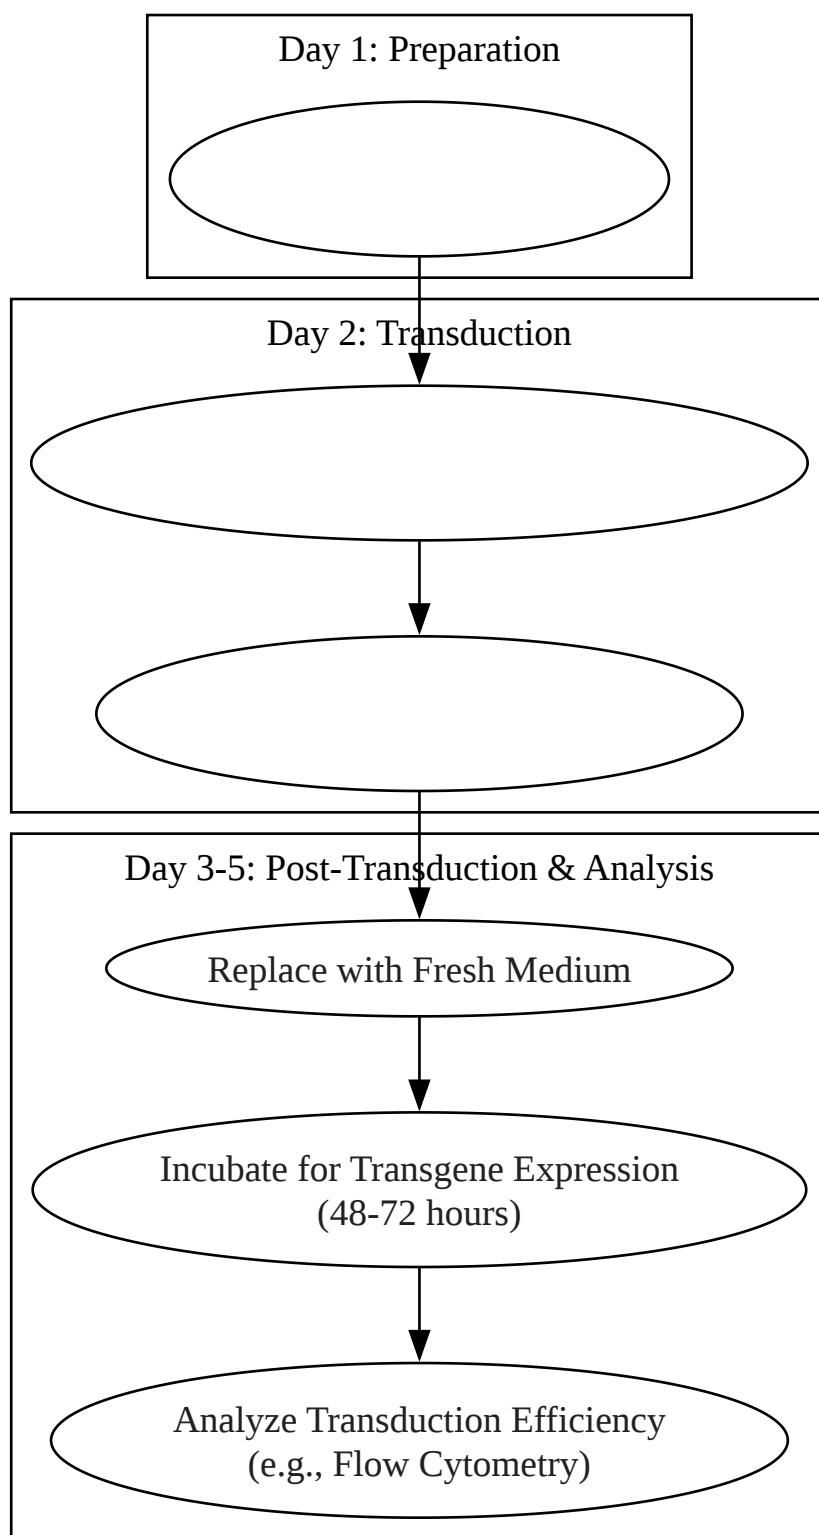 Day 1: Preparation
Day 2: Transduction
Day 3-5: Post-Transduction & Analysis
Replace with Fresh Medium
Incubate for Transgene Expression
(48-72 hours)
Analyze Transduction Efficiency
(e.g., Flow Cytometry)